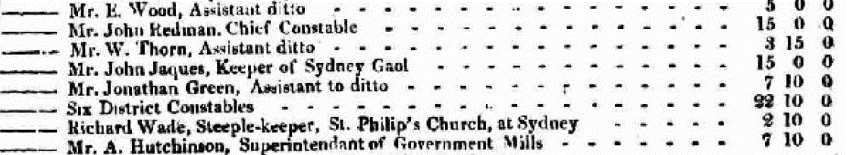 —— Mr. E. Wood, Assistant ditto - - - - - - - - - - 5 0 0
—— Mr. John Redman. Chief Constable - - - - - - - - - - 15 0 0
—— Mr. W. Thorn, Assistant ditto - - - - - - - - - - 3 15 0
—— Mr. John Jaques, Keeper of Sydney Gaol - - - - - - - - 15 0 0
—— Mr. Jonathan Green, Assistant to ditto - - - - - - - - 7 10 0
—— Six District Constables - - - - - - - - - - 22 10 0
—— Richard Wade, Steeple-keeper, St. Philip's Church, at Sydney - - - - 2 10 0
—— Mr. A. Hutchinson, Superintendant of Government Mills - - - - - - 7 10 0